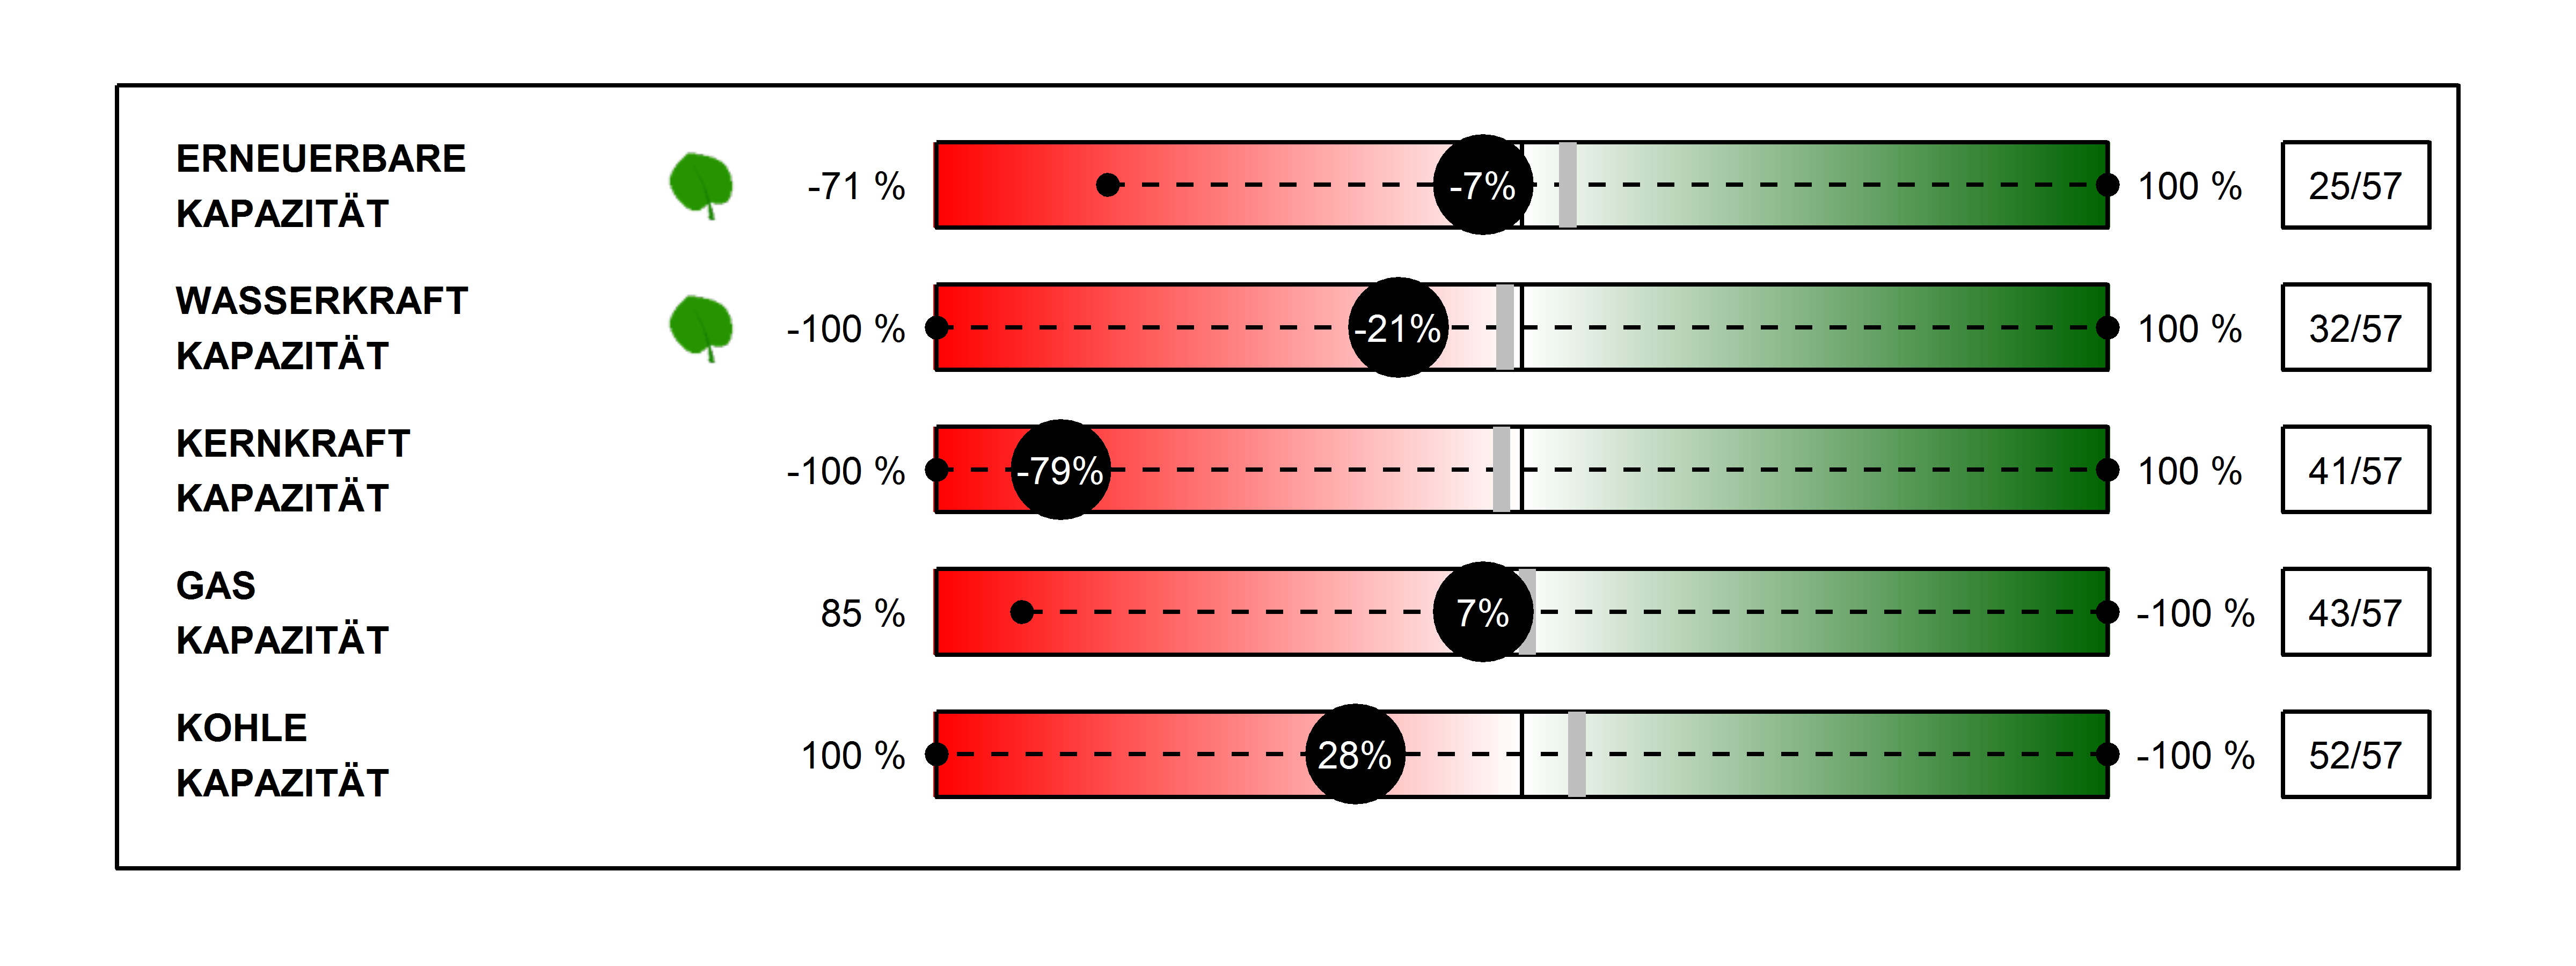 ERNEUERBARE
KAPAZITÄT
-71 %
-7%
100 %
25/57
WASSERKRAFT
KAPAZITÄT
-100 %
-21%
100 %
32/57
KERNKRAFT
KAPAZITÄT
-100 %
-79%
100 %
41/57
GAS
KAPAZITÄT
85 %
7%
-100 %
43/57
KOHLE
KAPAZITÄT
100 %
28%
-100 %
52/57